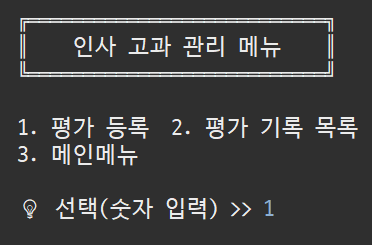 인사 고과 관리 메뉴
1. 평가 등록 2. 평가 기록 목록
3. 메인메뉴
선택(숫자 입력) >> 1